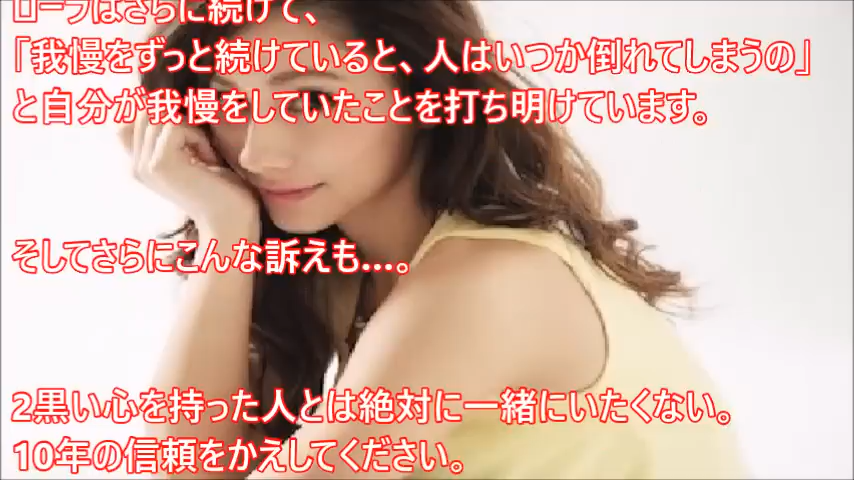 ローラはさらに続けて、
「我慢をずっと続けていると、人はいつか倒れてしまうの」
と自分が我慢をしていたことを打ち明けています。
そしてさらにこんな訴えも…。
2黒い心を持った人とは絶対に一緒にいたくない。
10年の信頼をかえしてください。